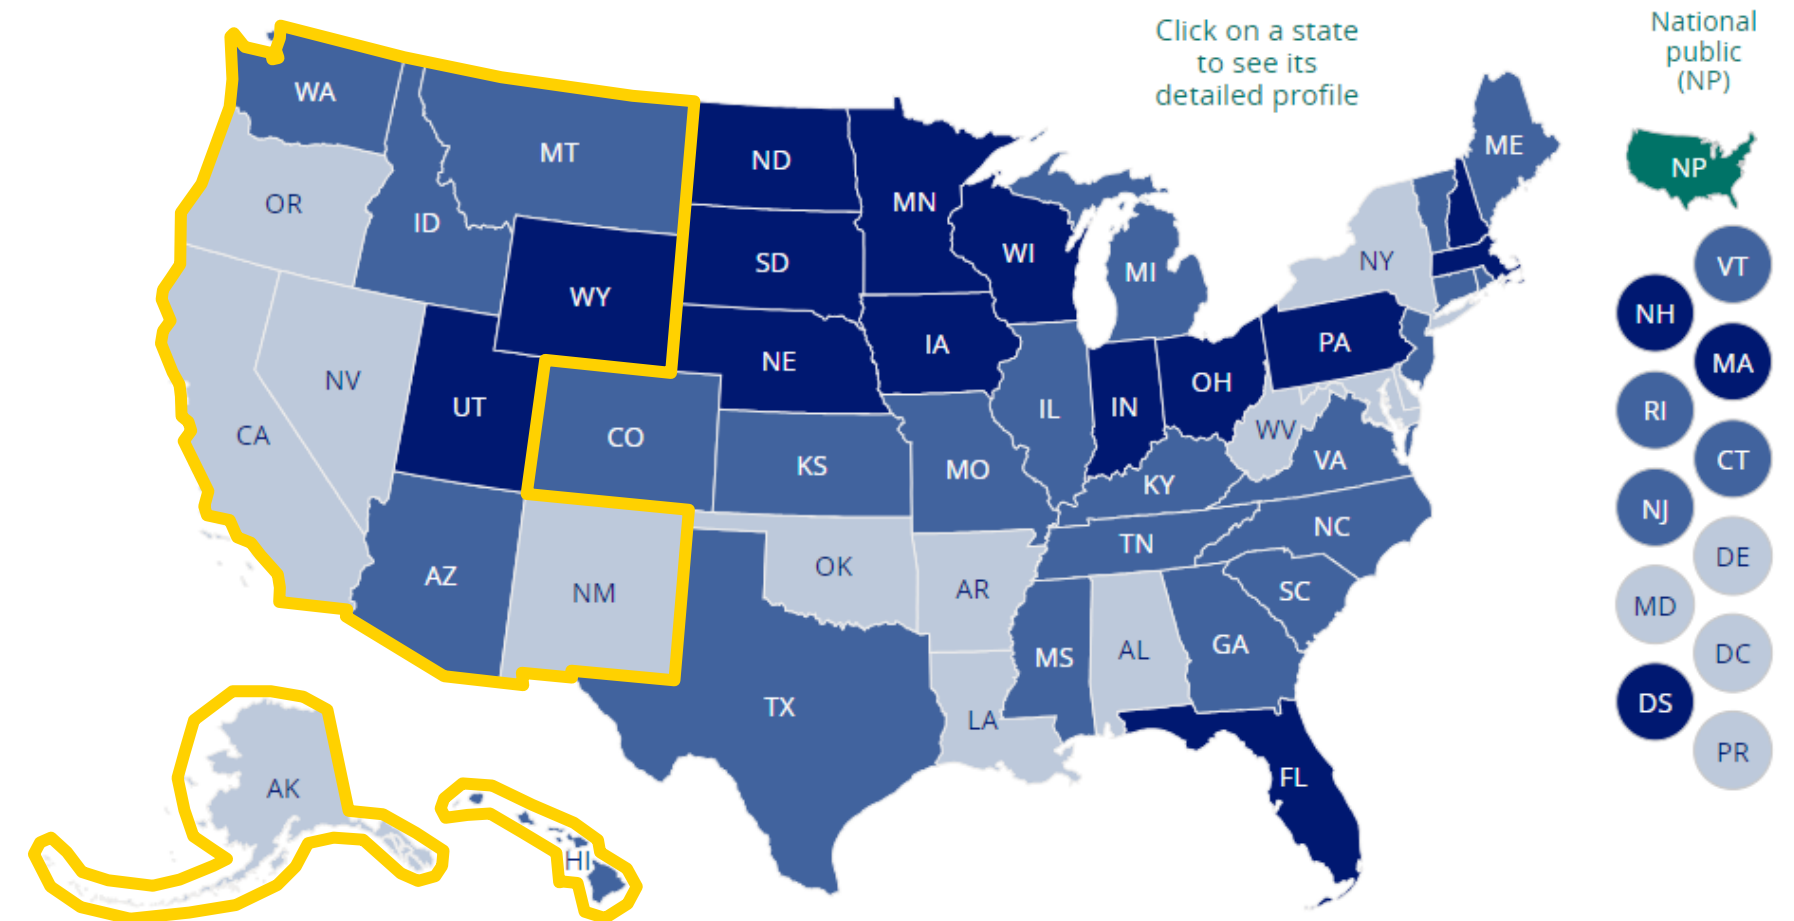 Click on a state
to see its
detailed profile
National
public
(NP)
NP
WA
MT
ND
MN
ME
OR
ID
WY
SD
WI
MI
NY
NV
UT
CO
NE
IA
IL
IN
OH
PA
CA
KS
MO
KY
WV
VA
AZ
NM
OK
AR
TN
NC
SC
MS
AL
GA
TX
LA
FL
AK
HI
VT
NH
MA
RI
CT
NJ
DE
MD
DC
DS
PR